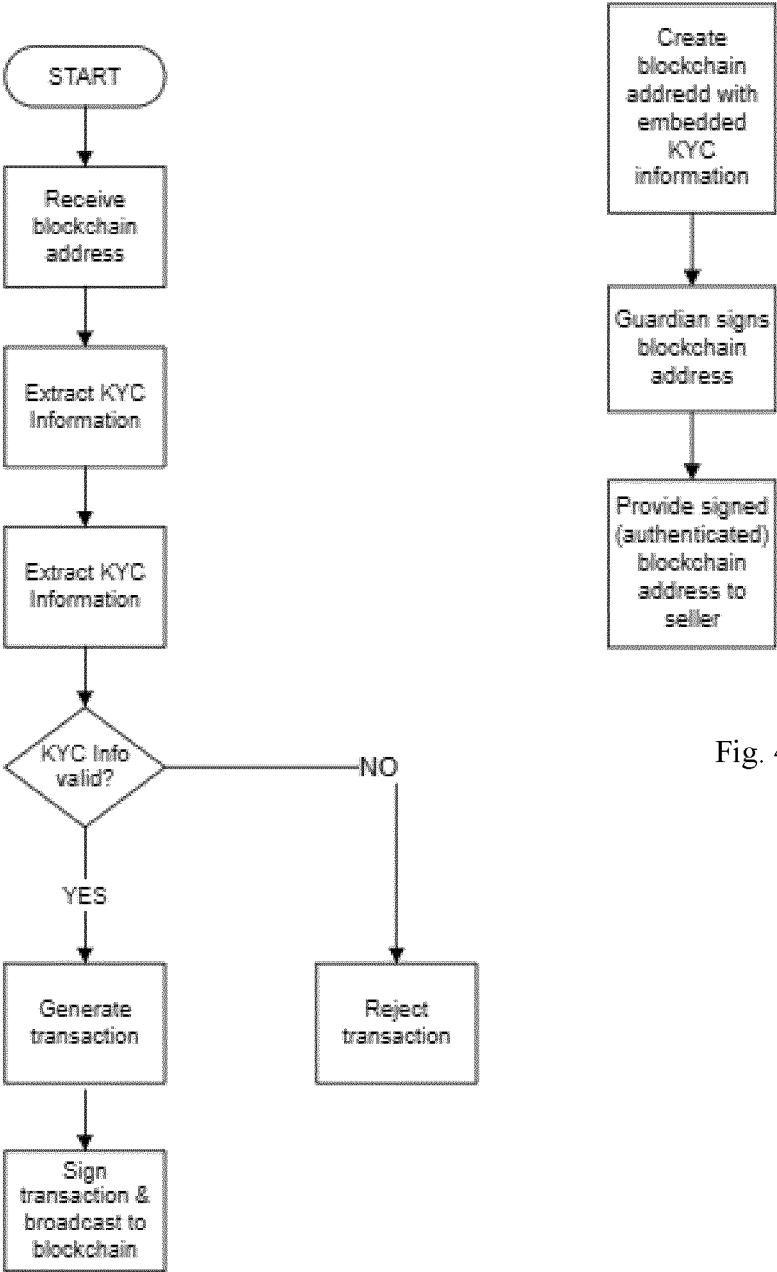 START
Receive
blockchain
address
Extract KYC
Information
Extract KYC
Information
KYC Info
valid?
NO
YES
Generate
transaction
Reject
transaction
Sign
transaction &
broadcast to
blockchain
Create
blockchain
addredd with
embedded
KYC
information
Guardian signs
blockchain
address
Provide signed
(authenticated)
blockchain
address to
seller
Fig.